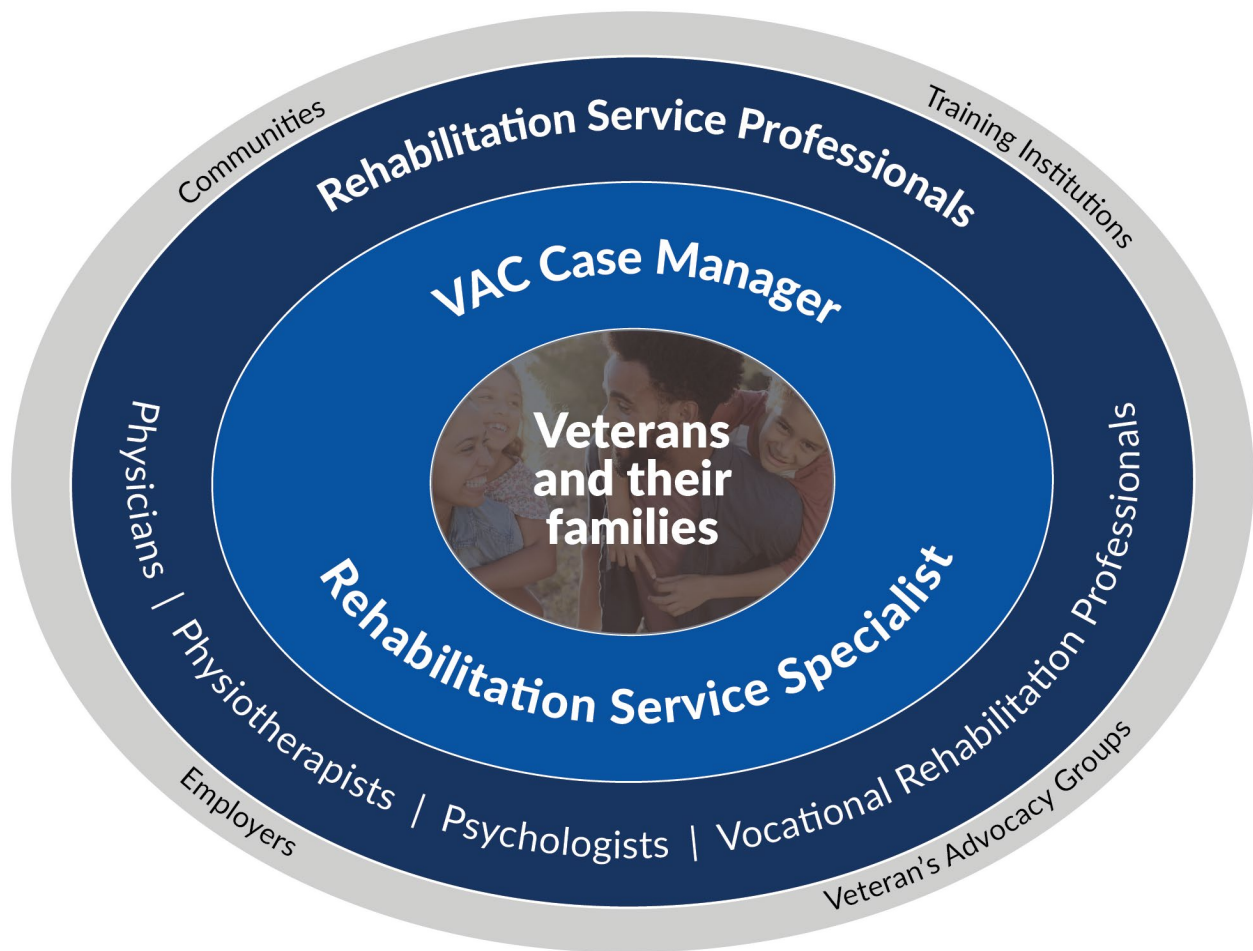 Communities
Training Institutions
Rehabilitation Service Professionals
VAC Case Manager
Veterans
and their
families
Rehabilitation Service Specialist
Physicians | Physiotherapists | Psychologists | Vocational Rehabilitation Professionals
Employers
Veteran’s Advocacy Groups